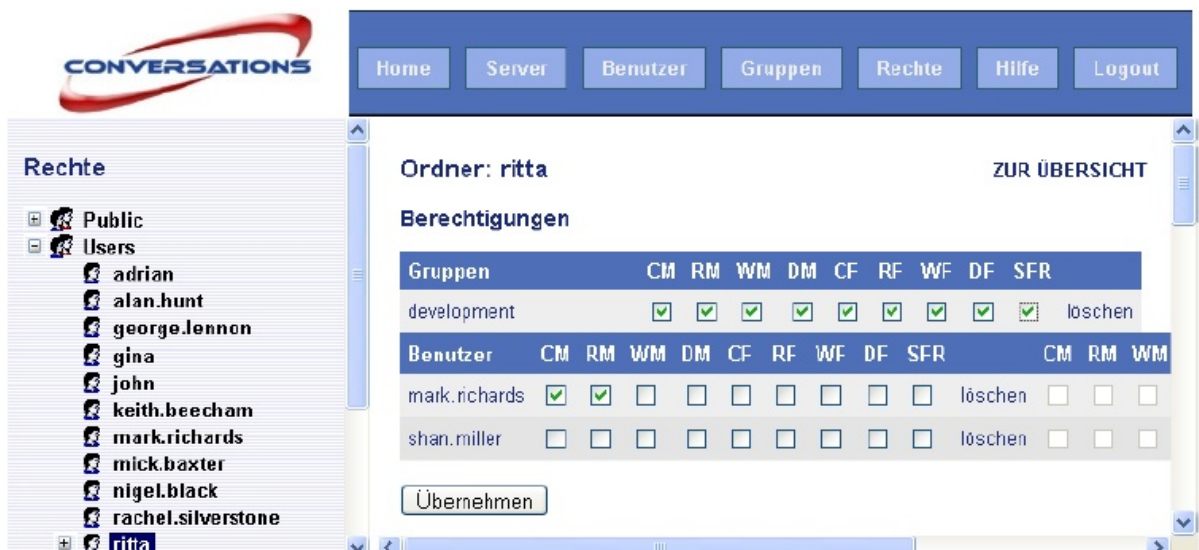 CONVERSATIONS
Home Server Benutzer Gruppen Rechte Hilfe Logout
Rechte
Public
Users
adrian
alan.hunt
george.lennon
gina
john
keith.beecham
mark.richards
mick.baxter
nigel.black
rachel.silverstone
ritta
Ordner: ritta ZUR ÜBERSICHT
Berechtigungen
Gruppen CM RM WM DM CF RF WF DF SFR
development löschen
Benutzer CM RM WM DM CF RF WF DF SFR CM RM WM
mark.richards löschen
shan.miller löschen
Übernehmen